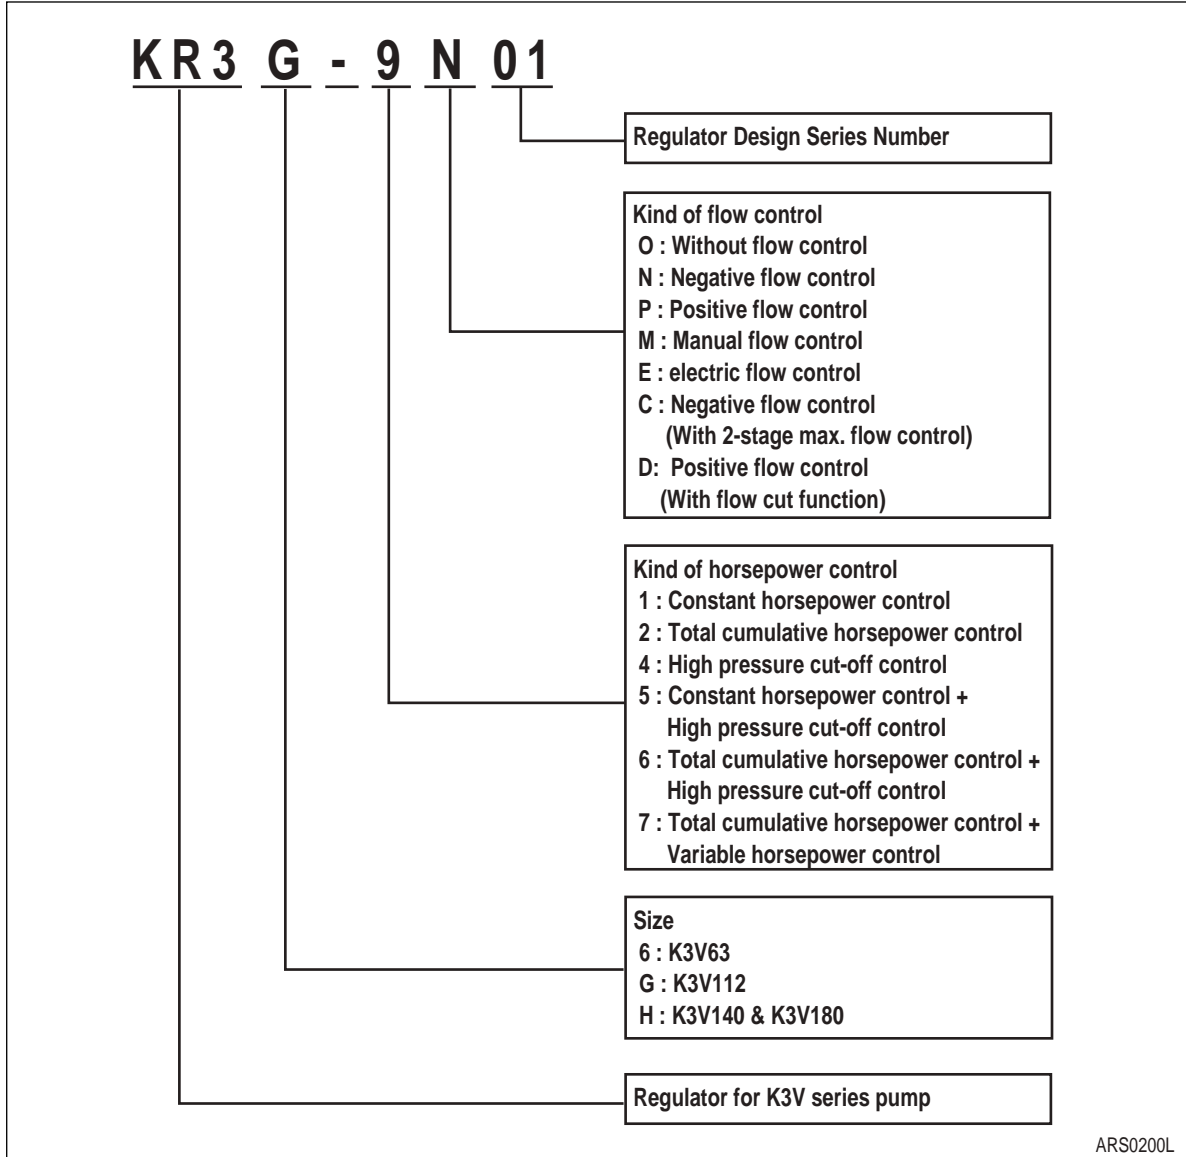 KR3 G - 9 N 01
Regulator Design Series Number
Kind of flow control
O : Without flow control
N : Negative flow control
P : Positive flow control
M : Manual flow control
E : electric flow control
C : Negative flow control
(With 2-stage max. flow control)
D: Positive flow control
(With flow cut function)
Kind of horsepower control
1 : Constant horsepower control
2 : Total cumulative horsepower control
4 : High pressure cut-off control
5 : Constant horsepower control +
High pressure cut-off control
6 : Total cumulative horsepower control +
High pressure cut-off control
7 : Total cumulative horsepower control +
Variable horsepower control
Size
6 : K3V63
G : K3V112
H : K3V140 & K3V180
Regulator for K3V series pump
ARS0200L